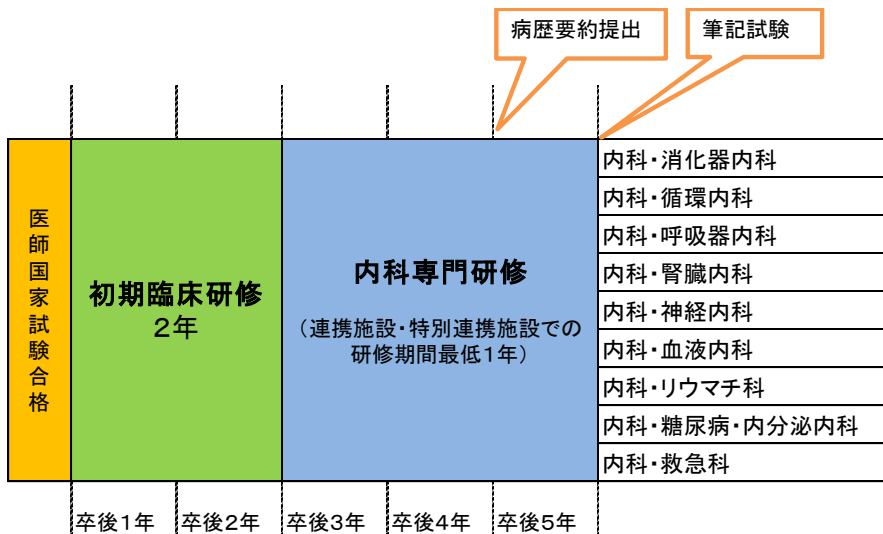 病歴要約提出
筆記試験
医師国家試験合格
初期臨床研修
2年
内科専門研修
（連携施設・特別連携施設での
研修期間最低1年）
内科・消化器内科
内科・循環内科
内科・呼吸器内科
内科・腎臓内科
内科・神経内科
内科・血液内科
内科・リウマチ科
内科・糖尿病・内分泌内科
内科・救急科
卒後1年
卒後2年
卒後3年
卒後4年
卒後5年